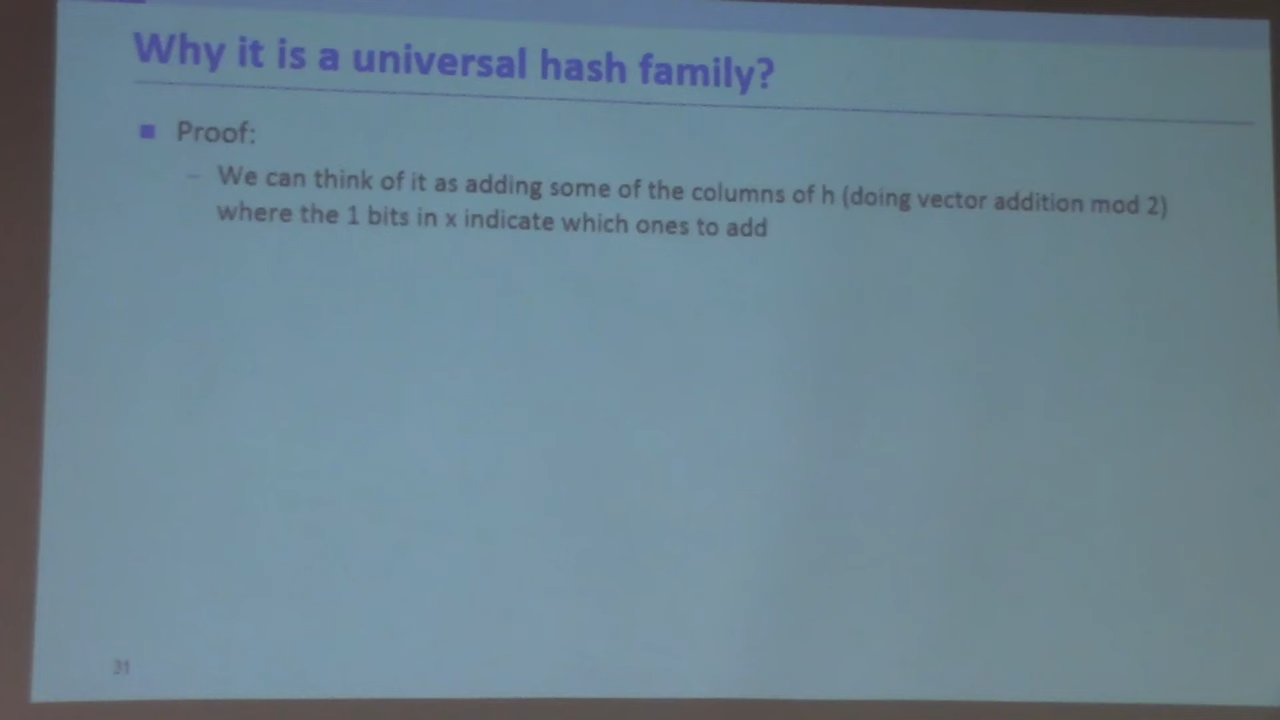 Why it is a universal hash family?
Proof:
– We can think of it as adding some of the columns of h (doing vector addition mod 2)
where the 1 bits in x indicate which ones to add
31